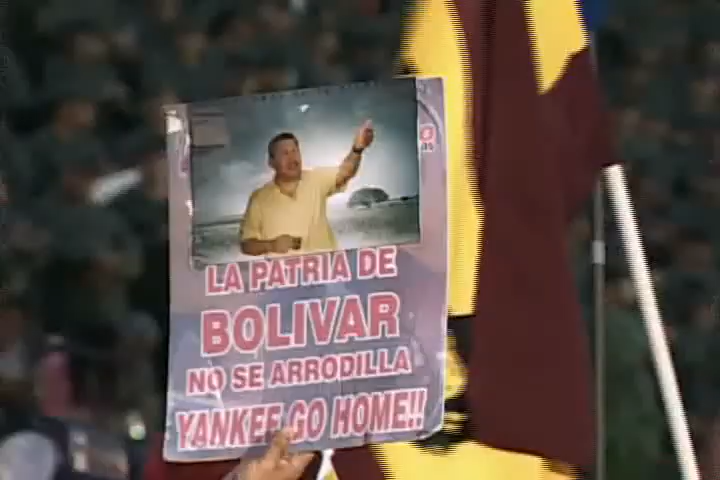 LA PATRIA DE
BOLIVAR
NO SE ARRODILLA
YANKEE GO HOME!!